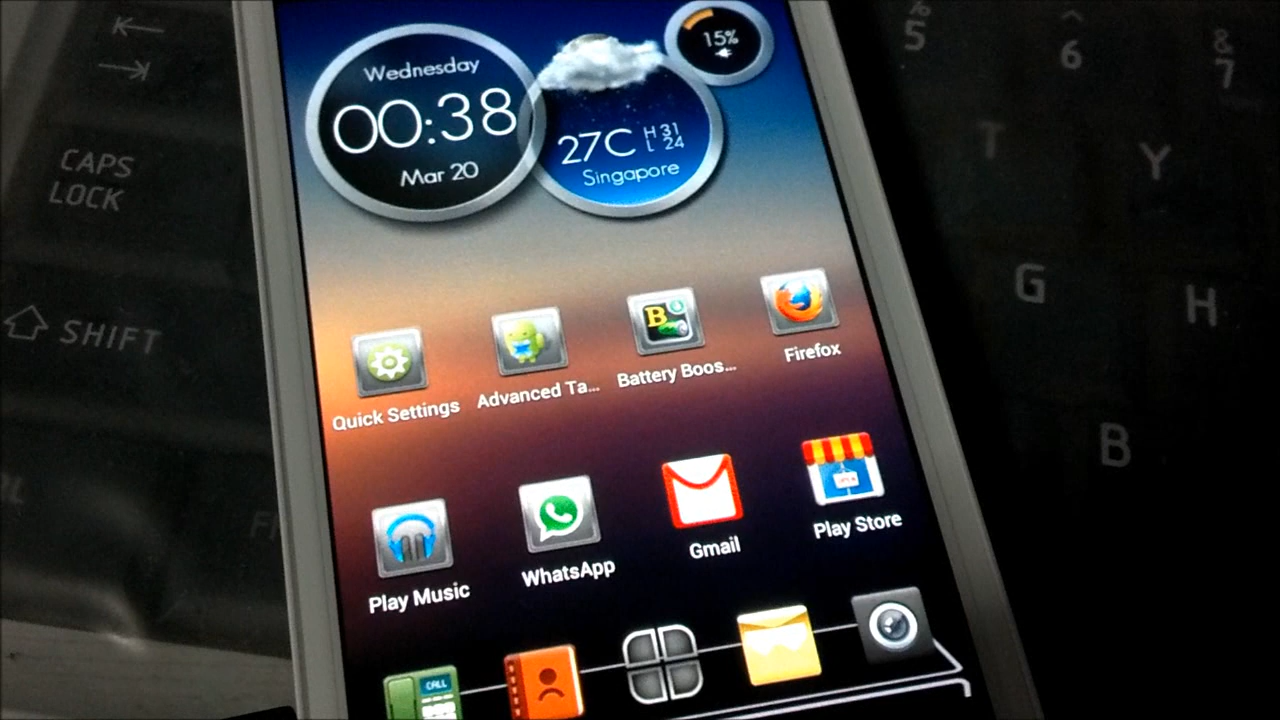 Wednesday
00:38
Mar 20
15%
27C
H 31
L 24
Singapore
Quick Settings
Advanced Ta...
Battery Boos...
Firefox
B
Play Music
WhatsApp
Gmail
Play Store
CALL
CAPS
LOCK
SHIFT
%
5
^
6
&
7
T
Y
G
H
B